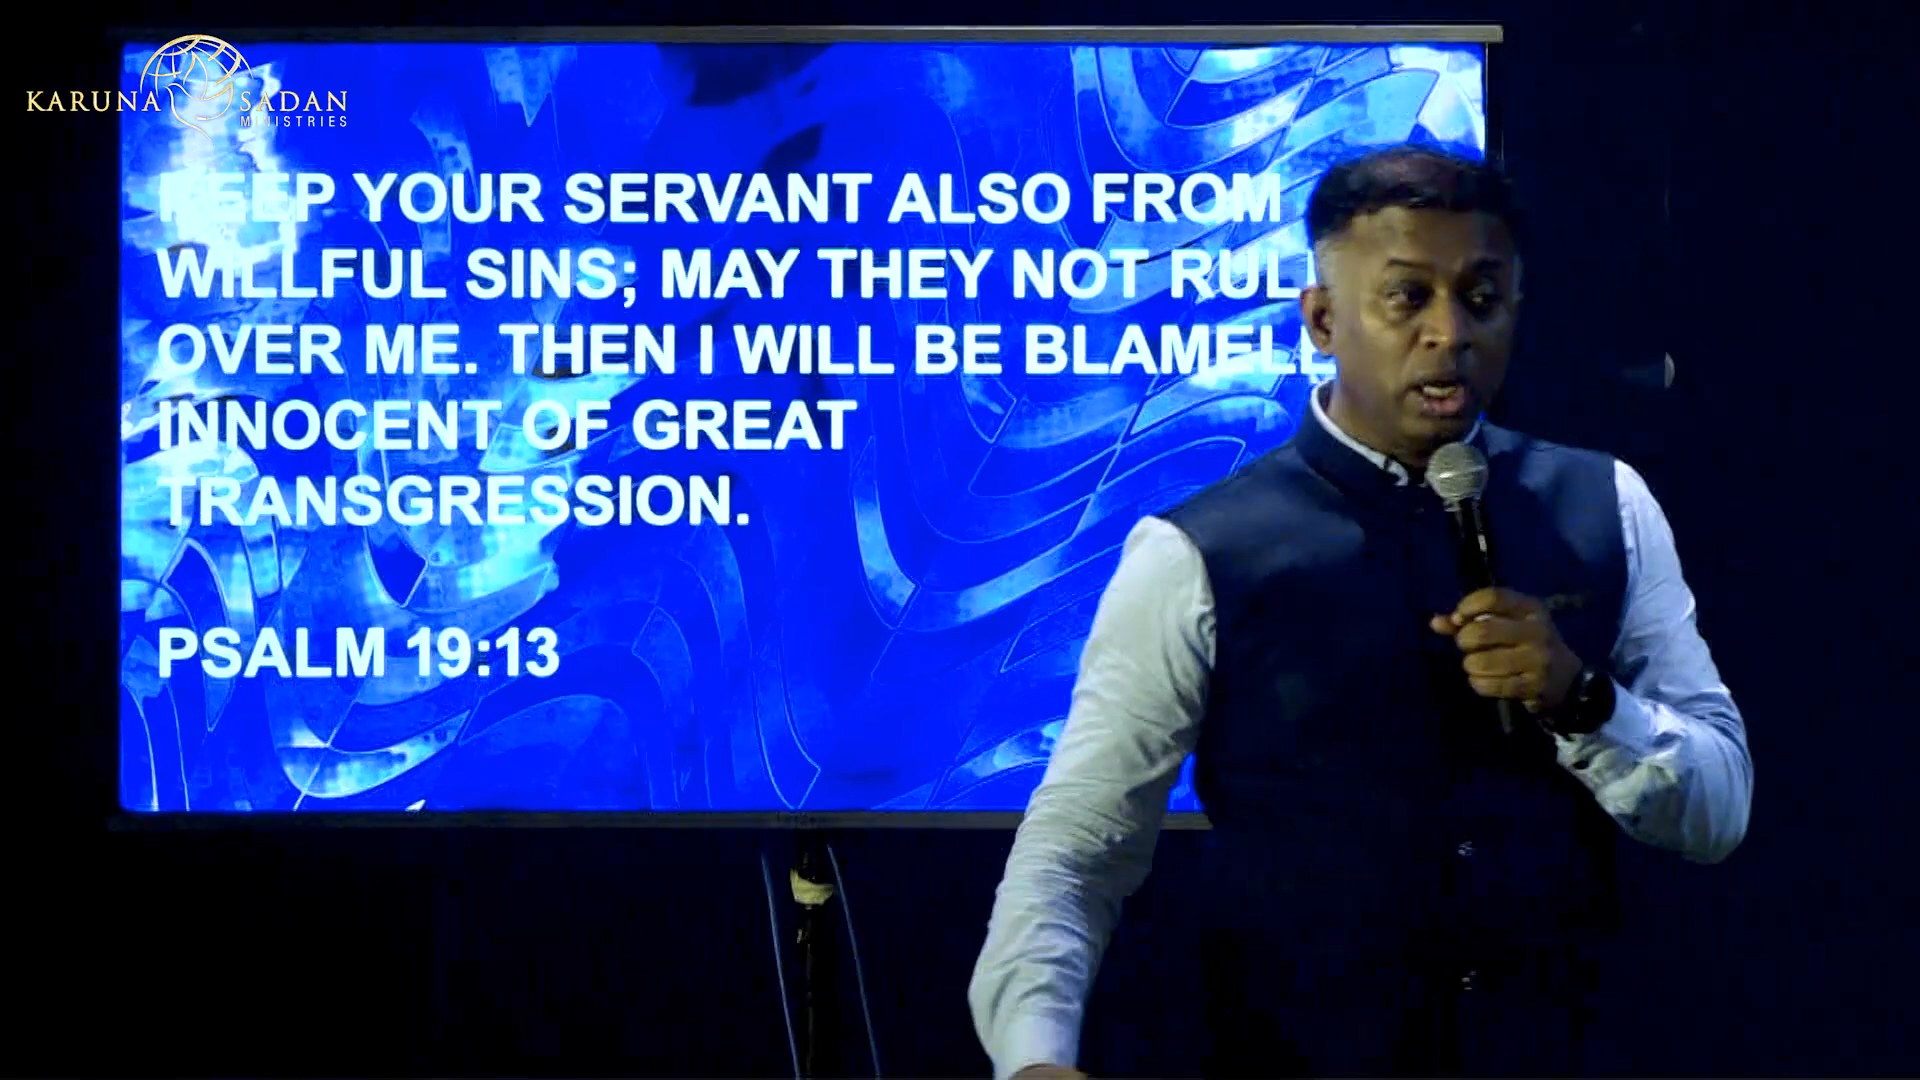 KARUNA SADAN
MINISTRIES
KEEP YOUR SERVANT ALSO FROM
WILLFUL SINS; MAY THEY NOT
OVER ME. THEN I WILL BE
INNOCENT OF GREAT
TRANSGRESSION.
PSALM 19:13